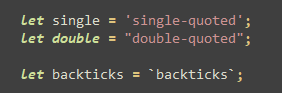 let single = 'single-quoted';
let double = "double-quoted";
let backticks = `backticks`;